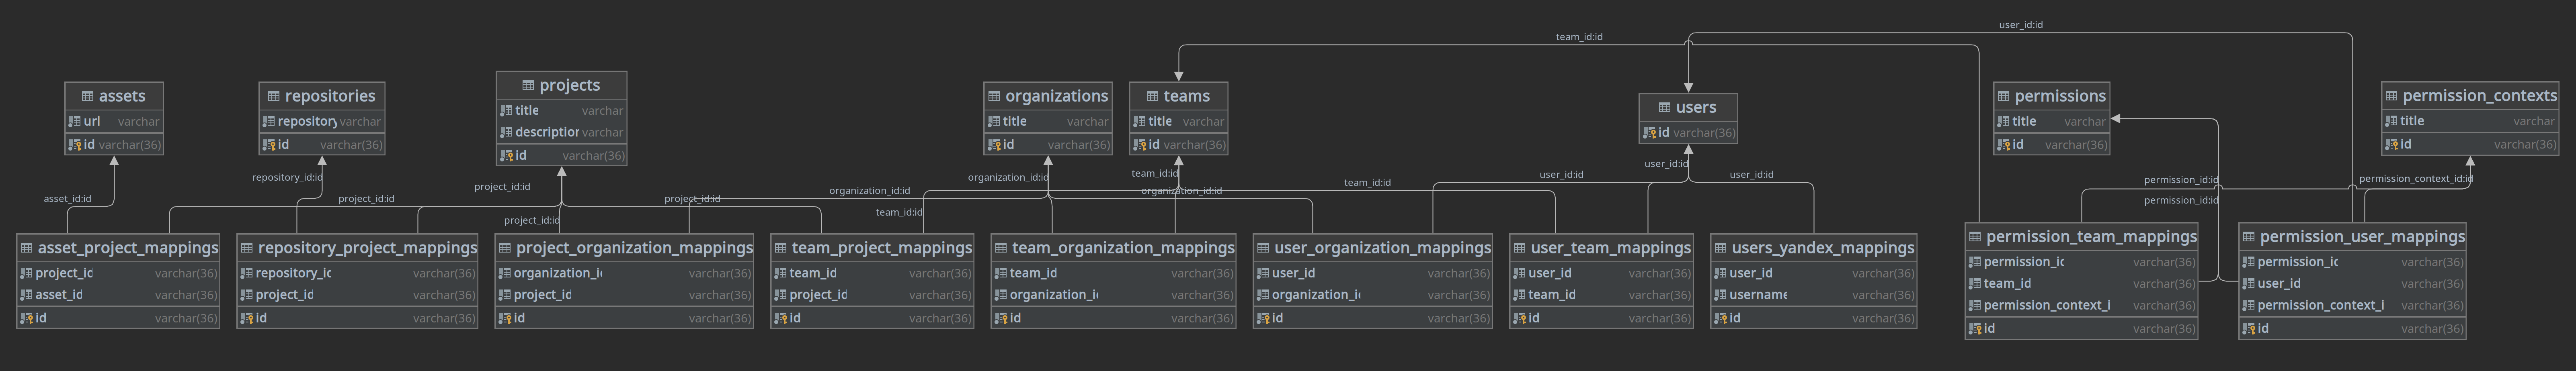 user_id:id
team_id:id
projects
title varchar
description varchar
id varchar(36)
assets
url varchar
id varchar(36)
repositories
repository varchar
id varchar(36)
organizations
title varchar
id varchar(36)
teams
title varchar
id varchar(36)
users
id varchar(36)
permissions
title varchar
id varchar(36)
permission_contexts
title varchar
id varchar(36)
user_id:id
team_id:id
repository_id:id
organization_id:id
user_id:id
user_id:id
permission_id:id
permission_context_id:id
project_id:id
team_id:id
organization_id:id
organization_id:id
asset_id:id
project_id:id
project_id:id
permission_id:id
team_id:id
project_id:id
asset_project_mappings
project_id varchar(36)
asset_id varchar(36)
id varchar(36)
repository_project_mappings
repository_id varchar(36)
project_id varchar(36)
id varchar(36)
project_organization_mappings
organization_id varchar(36)
project_id varchar(36)
id varchar(36)
team_project_mappings
team_id varchar(36)
project_id varchar(36)
id varchar(36)
team_organization_mappings
team_id varchar(36)
organization_i varchar(36)
id varchar(36)
user_organization_mappings
user_id varchar(36)
organization_i varchar(36)
id varchar(36)
user_team_mappings
user_id varchar(36)
team_id varchar(36)
id varchar(36)
users_yandex_mappings
user_id varchar(36)
username varchar(36)
id varchar(36)
permission_team_mappings
permission_id varchar(36)
team_id varchar(36)
permission_context_i varchar(36)
id varchar(36)
permission_user_mappings
permission_id varchar(36)
user_id varchar(36)
permission_context_i varchar(36)
id varchar(36)